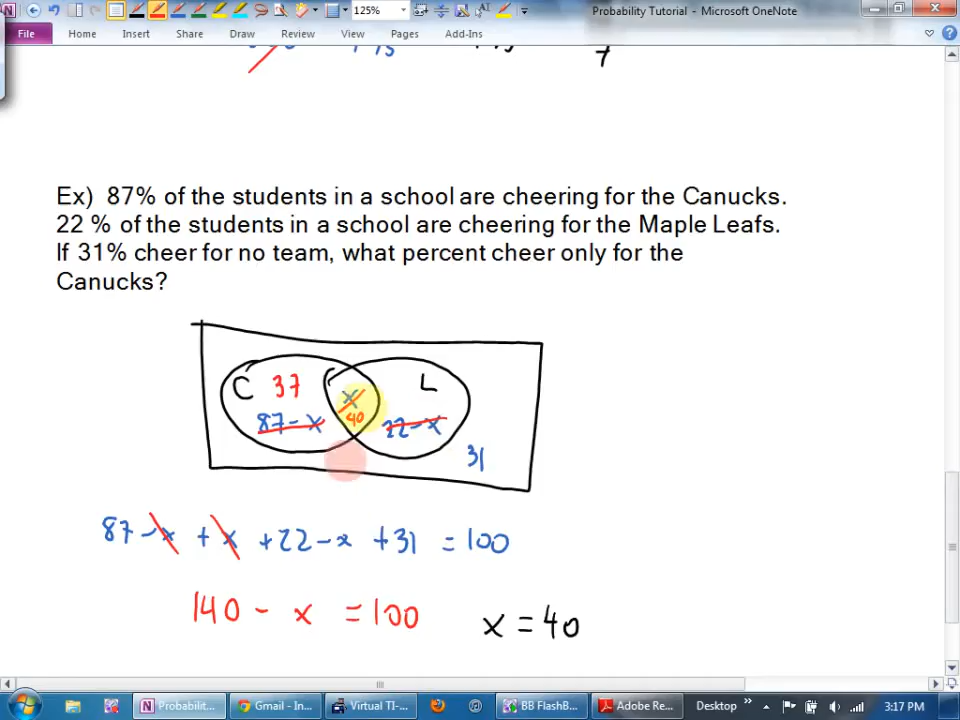 125%
Probability Tutorial - Microsoft OneNote
File Home Insert Share Draw Review View Pages Add-Ins
7
Ex) 87% of the students in a school are cheering for the Canucks.
22 % of the students in a school are cheering for the Maple Leafs.
If 31% cheer for no team, what percent cheer only for the
Canucks?
C 37 x L
87 - x 40 22 - x
31
87 - x + x + 22 - x + 31 = 100
140 - x = 100
x = 40
Probabilit... Gmail - In... Virtual TI-... BB FlashB... Adobe Re... Desktop 3:17 PM